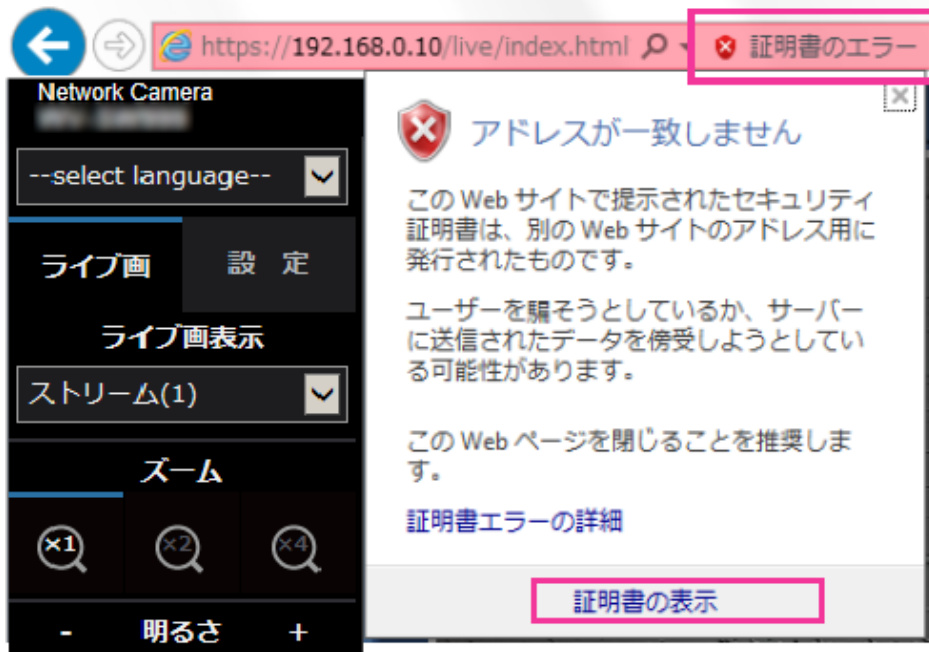 https://192.168.0.10/live/index.html
証明書のエラー
Network Camera
--select language--
ライブ画
設 定
ライブ画表示
ストリーム(1)
ズーム
×1
×2
×4
- 明るさ +
アドレスが一致しません
この Web サイトで提示されたセキュリティ
証明書は、別の Web サイトのアドレス用に
発行されたものです。
ユーザーを騙そうとしているか、サーバー
に送信されたデータを傍受しようとしてい
る可能性があります。
この Web ページを閉じることを推奨しま
す。
証明書エラーの詳細
証明書の表示